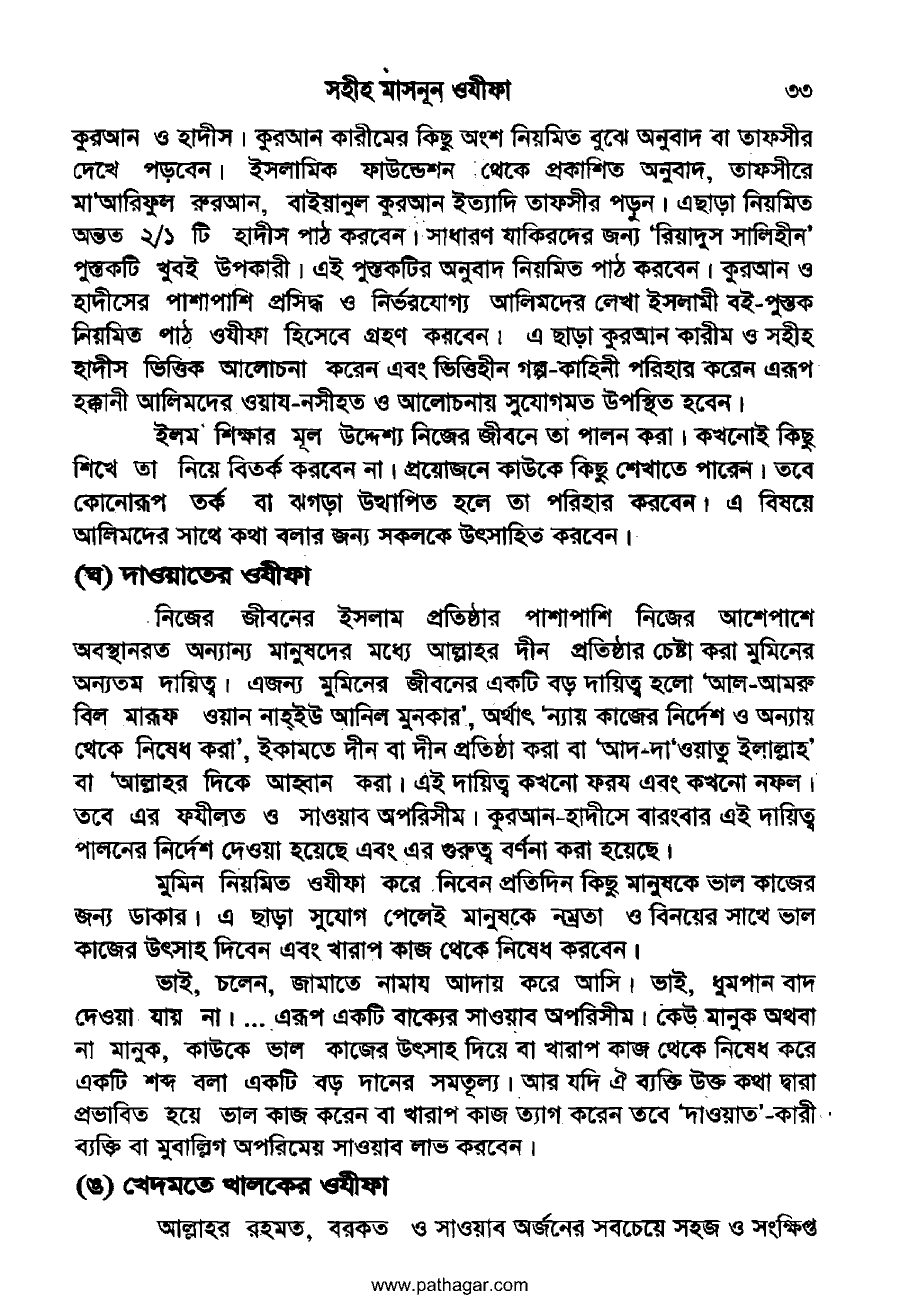 সহীহ মাসনূন ওযীফা ৩৩
কুরআন ও হাদীস। কুরআন কারীমের কিছু অংশ নিয়মিত বুঝে অনুবাদ বা তাফসীর
দেখে পড়বেন। ইসলামিক ফাউন্ডেশন থেকে প্রকাশিত অনুবাদ, তাফসীরে
মা'আরিফুল রুরআন, বাইয়ানুল কুরআন ইত্যাদি তাফসীর পড়ুন। এছাড়া নিয়মিত
অন্তত ২/১ টি হাদীস পাঠ করবেন। সাধারণ যাকিরদের জন্য ‘রিয়াদুস সালিহীন’
পুস্তকটি খুবই উপকারী। এই পুস্তকটির অনুবাদ নিয়মিত পাঠ করবেন। কুরআন ও
হাদীসের পাশাপাশি প্রসিদ্ধ ও নির্ভরযোগ্য আলিমদের লেখা ইসলামী বই-পুস্তক
নিয়মিত পাঠ ওযীফা হিসেবে গ্রহণ করবেন। এ ছাড়া কুরআন কারীম ও সহীহ
হাদীস ভিত্তিক আলোচনা করেন এবং ভিত্তিহীন গল্প-কাহিনী পরিহার করেন এরূপ
হক্কানী আলিমদের ওয়ায-নসীহত ও আলোচনায় সুযোগমত উপস্থিত হবেন।
ইলম শিক্ষার মূল উদ্দেশ্য নিজের জীবনে তা পালন করা। কখনোই কিছু
শিখে তা নিয়ে বিতর্ক করবেন না। প্রয়োজনে কাউকে কিছু শেখাতে পারেন। তবে
কোনোরূপ তর্ক বা ঝগড়া উত্থাপিত হলে তা পরিহার করবেন। এ বিষয়ে
আলিমদের সাথে কথা বলার জন্য সকলকে উৎসাহিত করবেন।
(ঘ) দাওয়াতের ওযীফা
নিজের জীবনের ইসলাম প্রতিষ্ঠার পাশাপাশি নিজের আশেপাশে
অবস্থানরত অন্যান্য মানুষদের মধ্যে আল্লাহর দীন প্রতিষ্ঠার চেষ্টা করা মুমিনের
অন্যতম দায়িত্ব। এজন্য মুমিনের জীবনের একটি বড় দায়িত্ব হলো ‘আল-আমরু
বিল মারূফ ওয়ান নাহ্ইউ আনিল মুনকার’, অর্থাৎ ‘ন্যায় কাজের নির্দেশ ও অন্যায়
থেকে নিষেধ করা’, ইকামতে দীন বা দীন প্রতিষ্ঠা করা বা ‘আদ-দা‘ওয়াতু ইলাল্লাহ’
বা ‘আল্লাহর দিকে আহ্বান করা। এই দায়িত্ব কখনো ফরয এবং কখনো নফল।
তবে এর ফযীলত ও সাওয়াব অপরিসীম। কুরআন-হাদীসে বারংবার এই দায়িত্ব
পালনের নির্দেশ দেওয়া হয়েছে এবং এর গুরুত্ব বর্ণনা করা হয়েছে।
মুমিন নিয়মিত ওযীফা করে নিবেন প্রতিদিন কিছু মানুষকে ভাল কাজের
জন্য ডাকার। এ ছাড়া সুযোগ পেলেই মানুষকে নম্রতা ও বিনয়ের সাথে ভাল
কাজের উৎসাহ দিবেন এবং খারাপ কাজ থেকে নিষেধ করবেন।
ভাই, চলেন, জামাতে নামায আদায় করে আসি। ভাই, ধুমপান বাদ
দেওয়া যায় না। ... এরূপ একটি বাক্যের সাওয়াব অপরিসীম। কেউ মানুক অথবা
না মানুক, কাউকে ভাল কাজের উৎসাহ দিয়ে বা খারাপ কাজ থেকে নিষেধ করে
একটি শব্দ বলা একটি বড় দানের সমতূল্য। আর যদি ঐ ব্যক্তি উক্ত কথা দ্বারা
প্রভাবিত হয়ে ভাল কাজ করেন বা খারাপ কাজ ত্যাগ করেন তবে ‘দাওয়াত’-কারী
ব্যক্তি বা মুবাল্লিগ অপরিমেয় সাওয়াব লাভ করবেন।
(ঙ) খেদমতে খালকের ওযীফা
আল্লাহর রহমত, বরকত ও সাওয়াব অর্জনের সবচেয়ে সহজ ও সংক্ষিপ্ত
www.pathagar.com